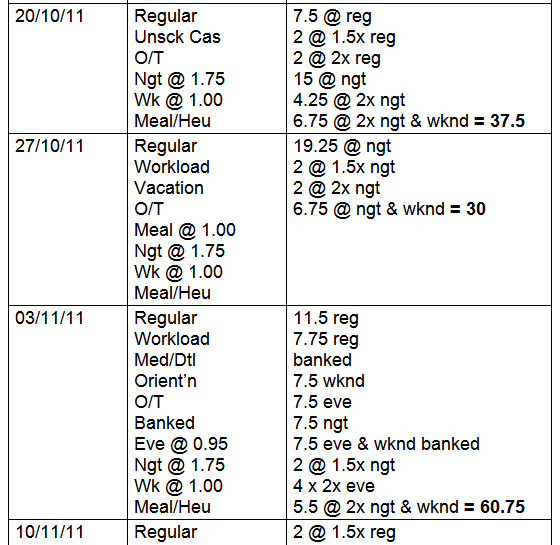 20/10/11 Regular 7.5 @ reg
Unsck Cas 2 @ 1.5x reg
O/T 2 @ 2x reg
Ngt @ 1.75 15 @ ngt
Wk @ 1.00 4.25 @ 2x ngt
Meal/Heu 6.75 @ 2x ngt & wknd = 37.5
27/10/11 Regular 19.25 @ ngt
Workload 2 @ 1.5x ngt
Vacation 2 @ 2x ngt
O/T 6.75 @ ngt & wknd = 30
Meal @ 1.00
Ngt @ 1.75
Wk @ 1.00
Meal/Heu
03/11/11 Regular 11.5 reg
Workload 7.75 reg
Med/Dtl banked
Orient’n 7.5 wknd
O/T 7.5 eve
Banked 7.5 ngt
Eve @ 0.95 7.5 eve & wknd banked
Ngt @ 1.75 2 @ 1.5x ngt
Wk @ 1.00 4 x 2x eve
Meal/Heu 5.5 @ 2x ngt & wknd = 60.75
10/11/11 Regular 2 @ 1.5x reg